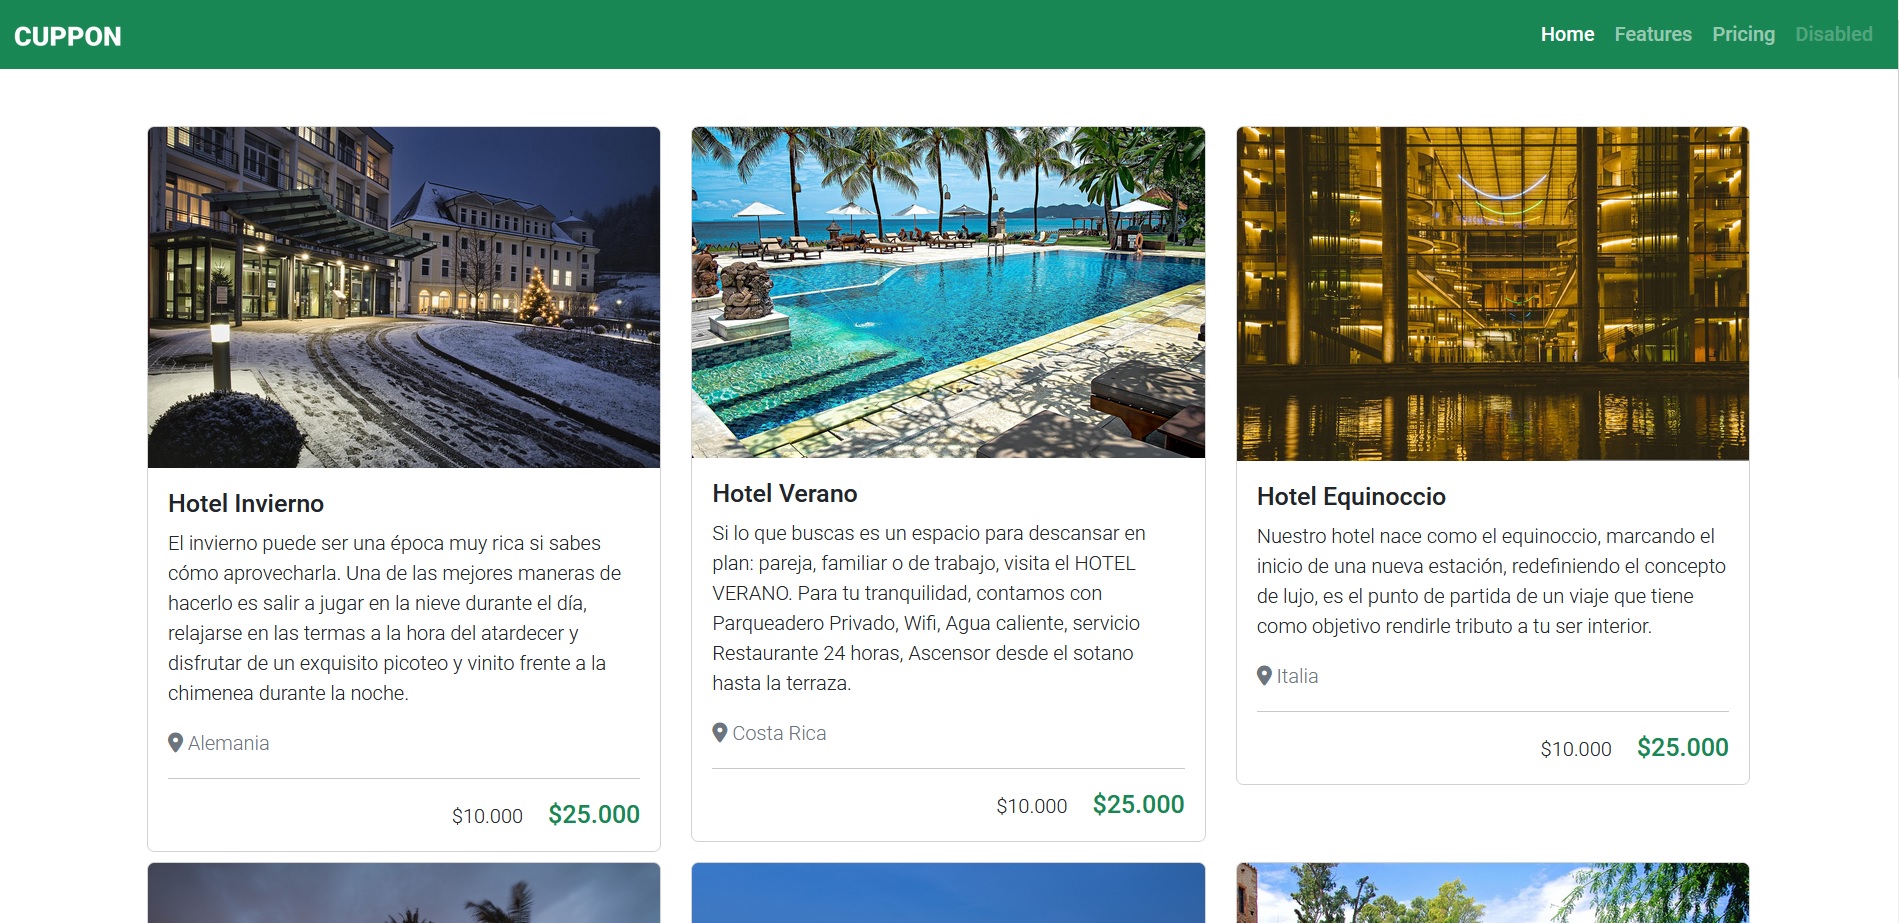 CUPPON
Home Features Pricing Disabled
Hotel Invierno
El invierno puede ser una época muy rica si sabes
cómo aprovecharla. Una de las mejores maneras de
hacerlo es salir a jugar en la nieve durante el día,
relajarse en las termas a la hora del atardecer y
disfrutar de un exquisito picoteo y vinito frente a la
chimenea durante la noche.
Alemania
$10.000 $25.000
Hotel Verano
Si lo que buscas es un espacio para descansar en
plan: pareja, familiar o de trabajo, visita el HOTEL
VERANO. Para tu tranquilidad, contamos con
Parqueadero Privado, Wifi, Agua caliente, servicio
Restaurante 24 horas, Ascensor desde el sotano
hasta la terraza.
Costa Rica
$10.000 $25.000
Hotel Equinoccio
Nuestro hotel nace como el equinoccio, marcando el
inicio de una nueva estación, redefiniendo el concepto
de lujo, es el punto de partida de un viaje que tiene
como objetivo rendirle tributo a tu ser interior.
Italia
$10.000 $25.000